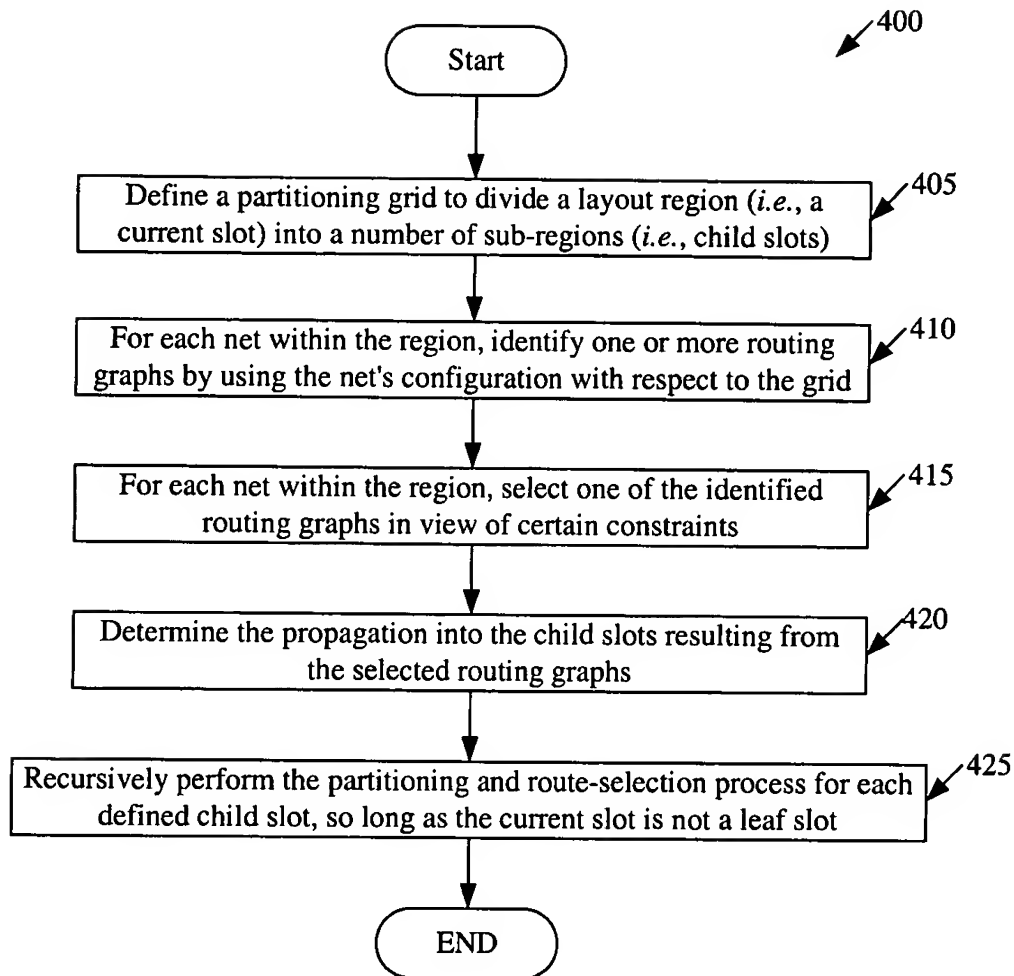 400
Start
405
Define a partitioning grid to divide a layout region (i.e., a
current slot) into a number of sub-regions (i.e., child slots)
410
For each net within the region, identify one or more routing
graphs by using the net's configuration with respect to the grid
415
For each net within the region, select one of the identified
routing graphs in view of certain constraints
420
Determine the propagation into the child slots resulting from
the selected routing graphs
425
Recursively perform the partitioning and route-selection process for each
defined child slot, so long as the current slot is not a leaf slot
END